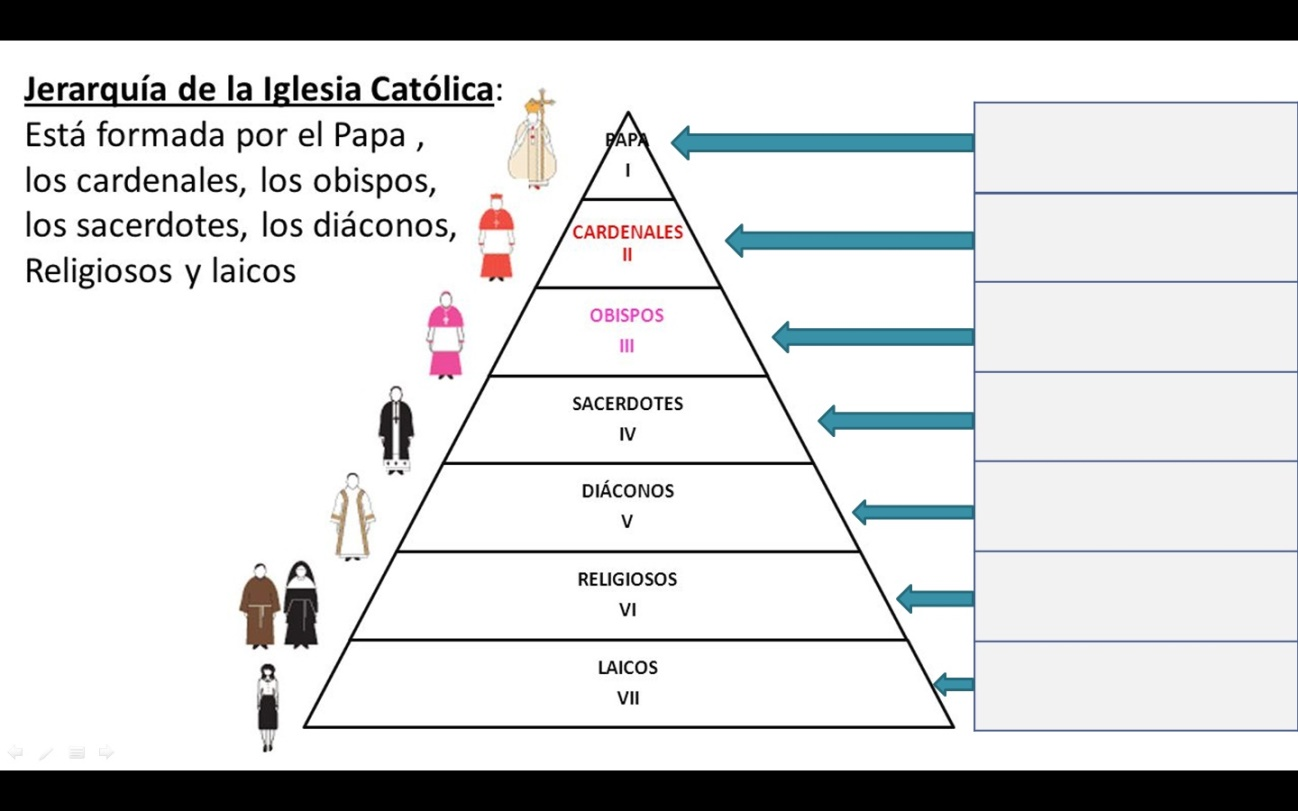 Jerarquía de la Iglesia Católica:
Está formada por el Papa ,
los cardenales, los obispos,
los sacerdotes, los diáconos,
Religiosos y laicos
PAPA
I
CARDENALES
II
OBISPOS
III
SACERDOTES
IV
DIÁCONOS
V
RELIGIOSOS
VI
LAICOS
VII